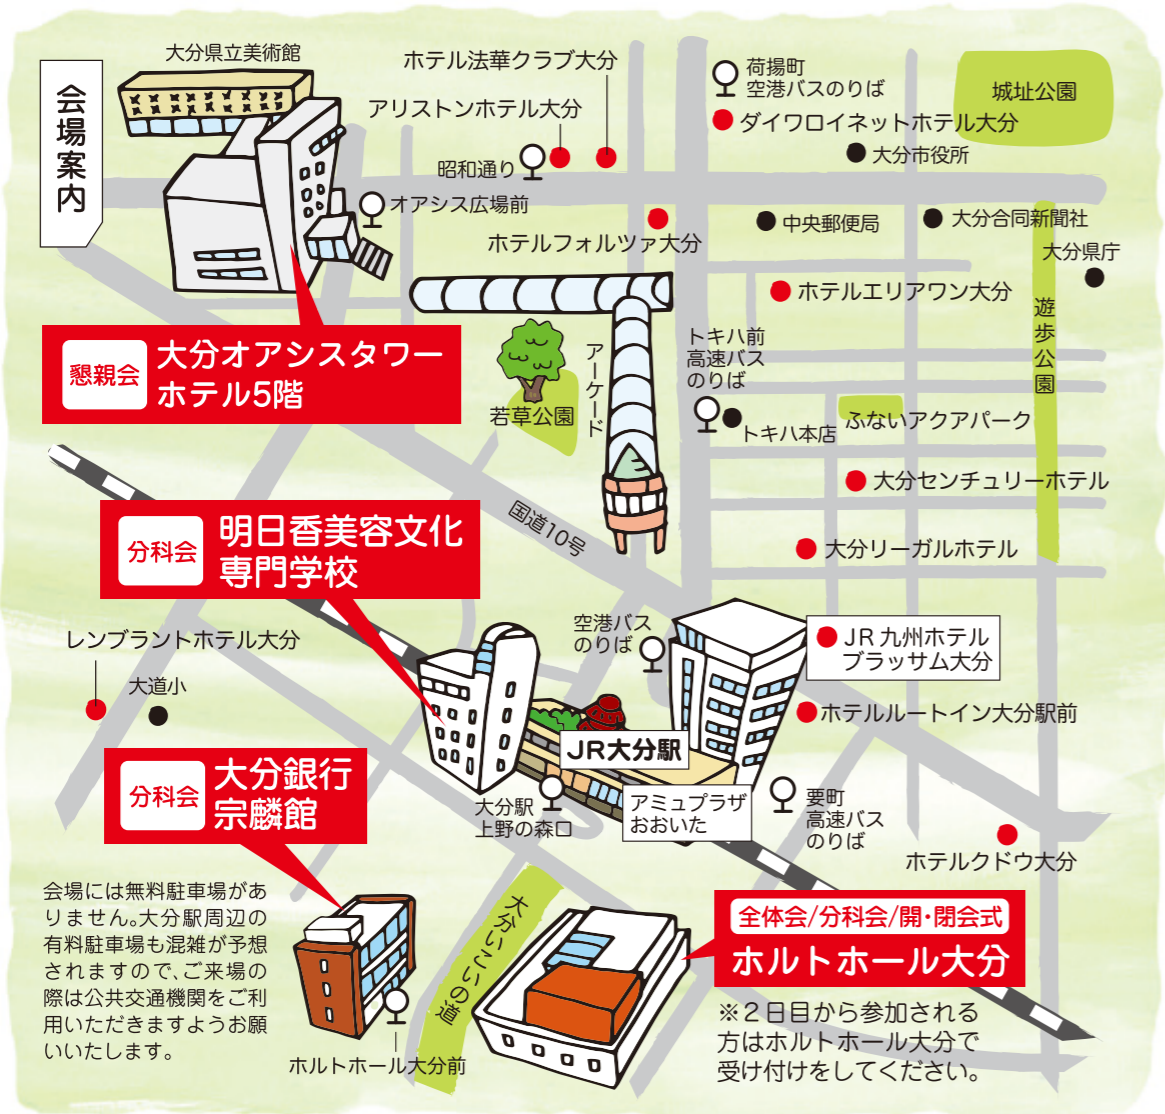 会場案内
大分県立美術館
ホテル法華クラブ大分
アリストンホテル大分
昭和通り
オアシス広場前
荷揚町
空港バスのりば
ダイワロイネットホテル大分
城址公園
大分市役所
ホテルフォルツァ大分
中央郵便局
大分合同新聞社
大分県庁
ホテルエリアワン大分
遊歩公園
懇親会
大分オアシスタワー
ホテル5階
若草公園
アーケード
トキハ前
高速バス
のりば
トキハ本店
ふないアクアパーク
大分センチュリーホテル
国道10号
大分リーガルホテル
分科会
明日香美容文化
専門学校
レンブラントホテル大分
大道小
空港バス
のりば
JR九州ホテル
ブラッサム大分
ホテルルートイン大分駅前
JR大分駅
分科会
大分銀行
宗麟館
大分駅
上野の森口
アミュプラザ
おおいた
要町
高速バス
のりば
ホテルクドウ大分
会場には無料駐車場があ
りません。大分駅周辺の
有料駐車場も混雑が予想
されますので、ご来場の
際は公共交通機関をご利
用いただきますようお願
いいたします。
ホルトホール大分前
大分いこいの道
全体会/分科会/開・閉会式
ホルトホール大分
※２日目から参加される
方はホルトホール大分で
受け付けをしてください。